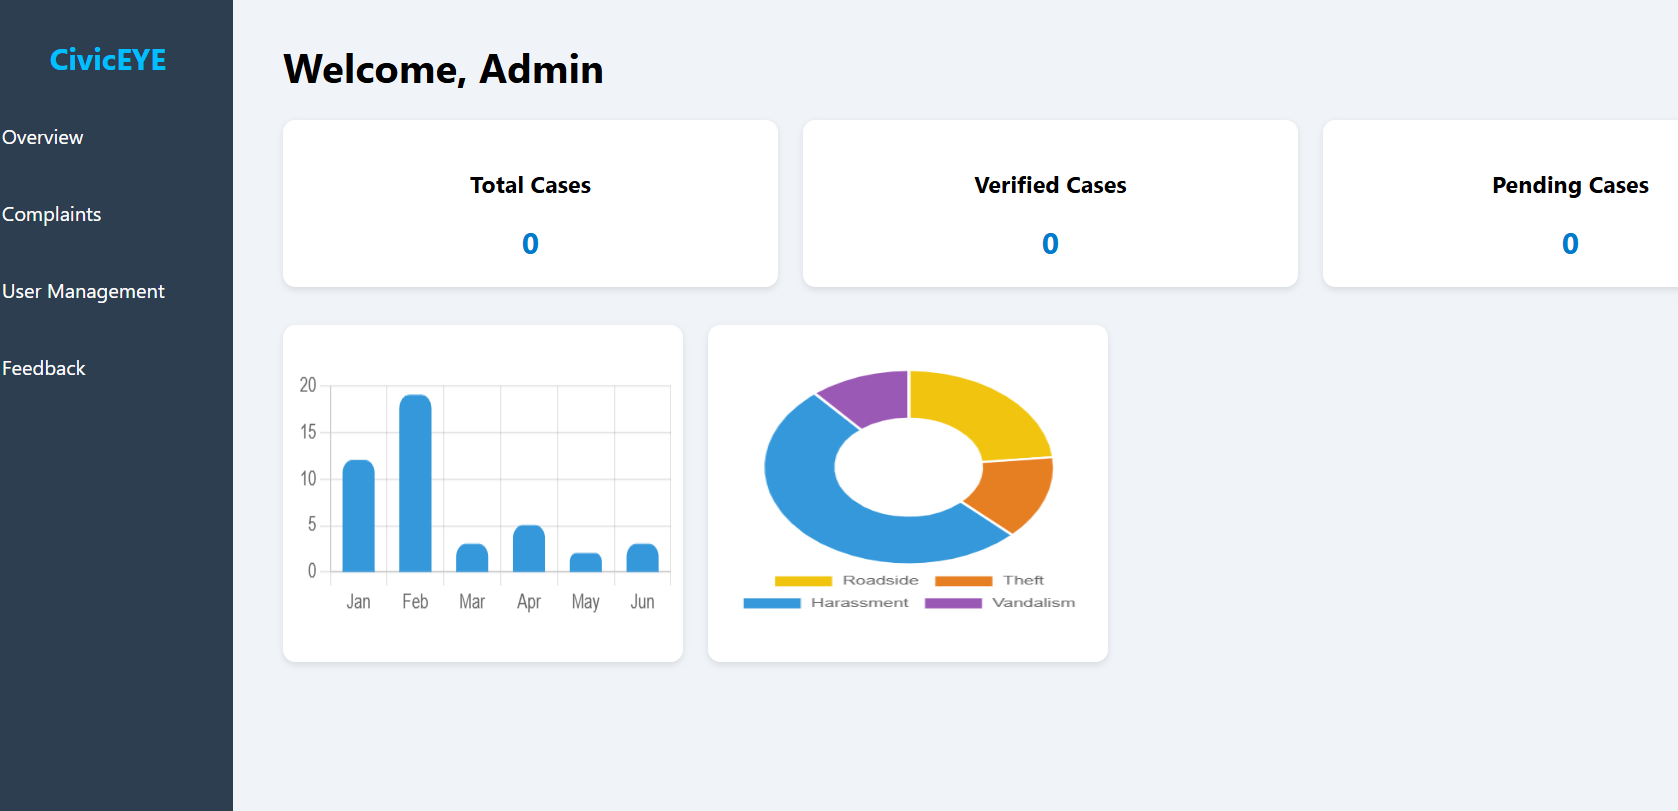 CivicEYE
Overview
Complaints
User Management
Feedback
Welcome, Admin
Total Cases
0
Verified Cases
0
Pending Cases
0
20
15
10
5
0
Jan Feb Mar Apr May Jun
Roadside Theft
Harassment Vandalism